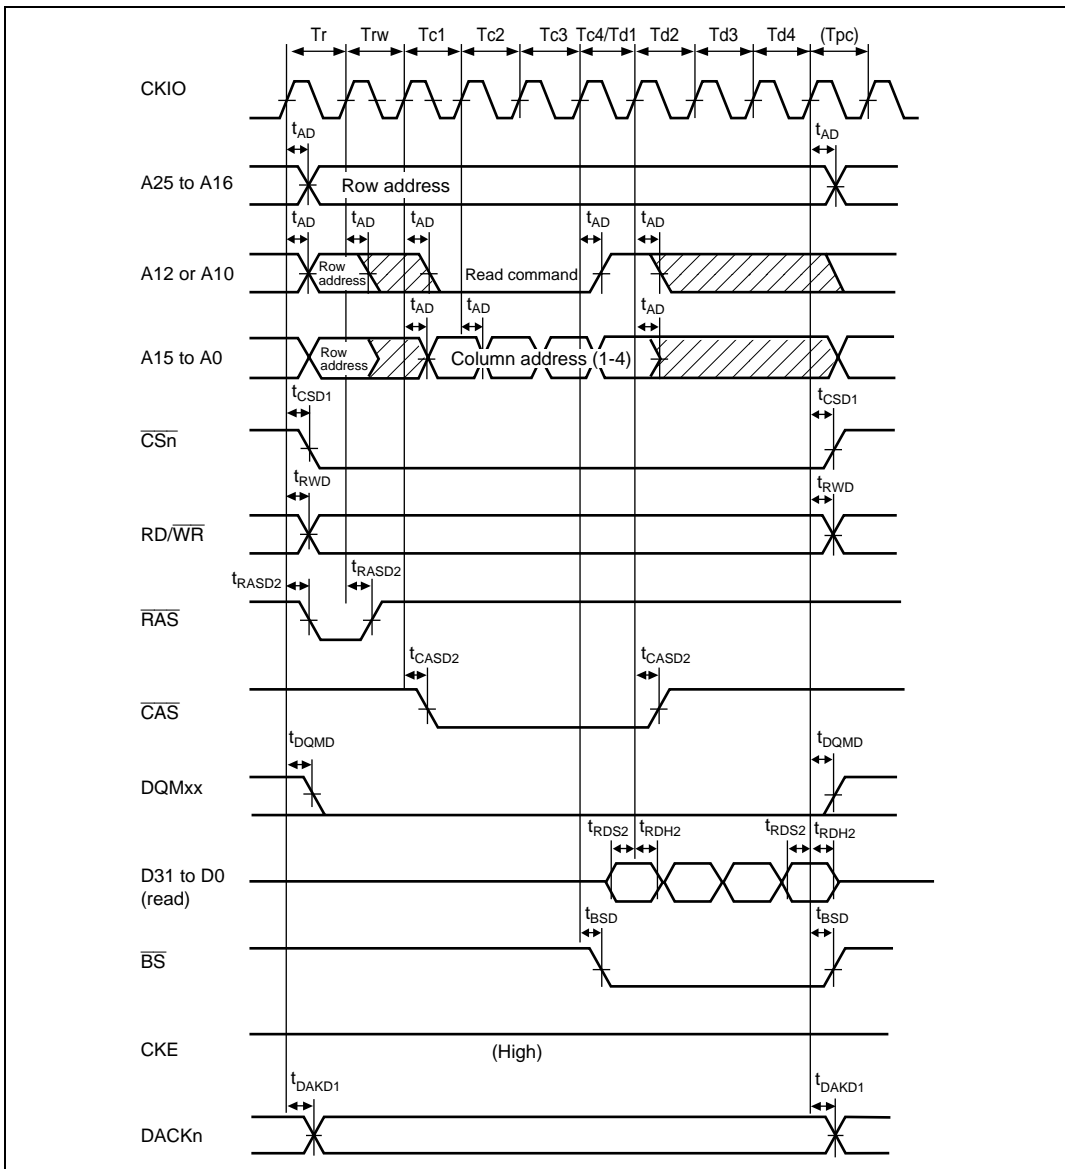 Tr Trw Tc1 Tc2 Tc3 Tc4/Td1 Td2 Td3 Td4 (Tpc)
CKIO
tAD tAD
A25 to A16 Row address
tAD tAD tAD tAD tAD
A12 or A10 Row address Read command
tAD tAD tAD
A15 to A0 Row address Column address (1-4)
tCSD1 tCSD1
CSn
tRWD tRWD
RD/WR
tRASD2 tRASD2
RAS
tCASD2 tCASD2
CAS
tDQMD tDQMD
DQMxx
tRDS2 tRDH2 tRDS2 tRDH2
D31 to D0
(read)
tBSD tBSD
BS
CKE (High)
tDAKD1 tDAKD1
DACKn